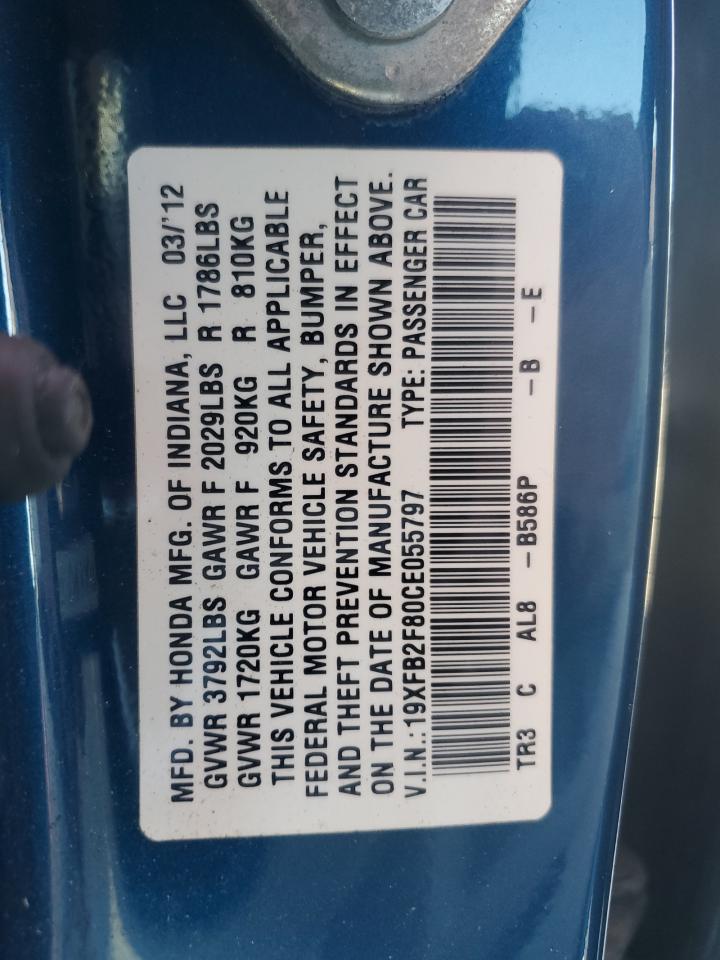 MFD. BY HONDA MFG. OF INDIANA, LLC 03/'12
GVWR 3792LBS GAWR F 2029LBS R 1786LBS
GVWR 1720KG GAWR F 920KG R 810KG
THIS VEHICLE CONFORMS TO ALL APPLICABLE
FEDERAL MOTOR VEHICLE SAFETY, BUMPER,
AND THEFT PREVENTION STANDARDS IN EFFECT
ON THE DATE OF MANUFACTURE SHOWN ABOVE.
V.I.N.:19XFB2F80CE055797 TYPE: PASSENGER CAR
TR3 C AL8 -B586P -B -E